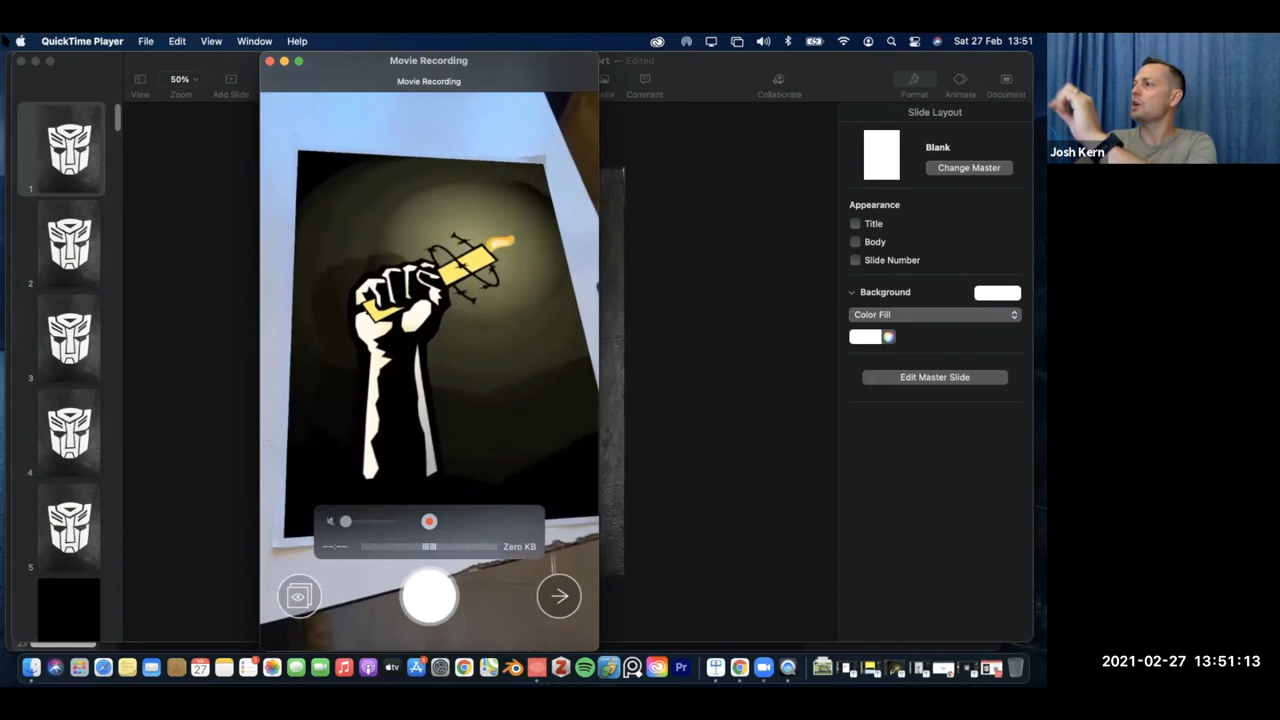 QuickTime Player File Edit View Window Help Sat 27 Feb 13:51
Movie Recording
Movie Recording
rt — Edited
50%
View Zoom Add Slide
Comment
Collaborate
Format Animate Document
Slide Layout
Blank
Change Master
Appearance
Title
Body
Slide Number
Background
Color Fill
Edit Master Slide
1
2
3
4
5
--:--
Zero KB
Josh Kern
2021-02-27 13:51:13